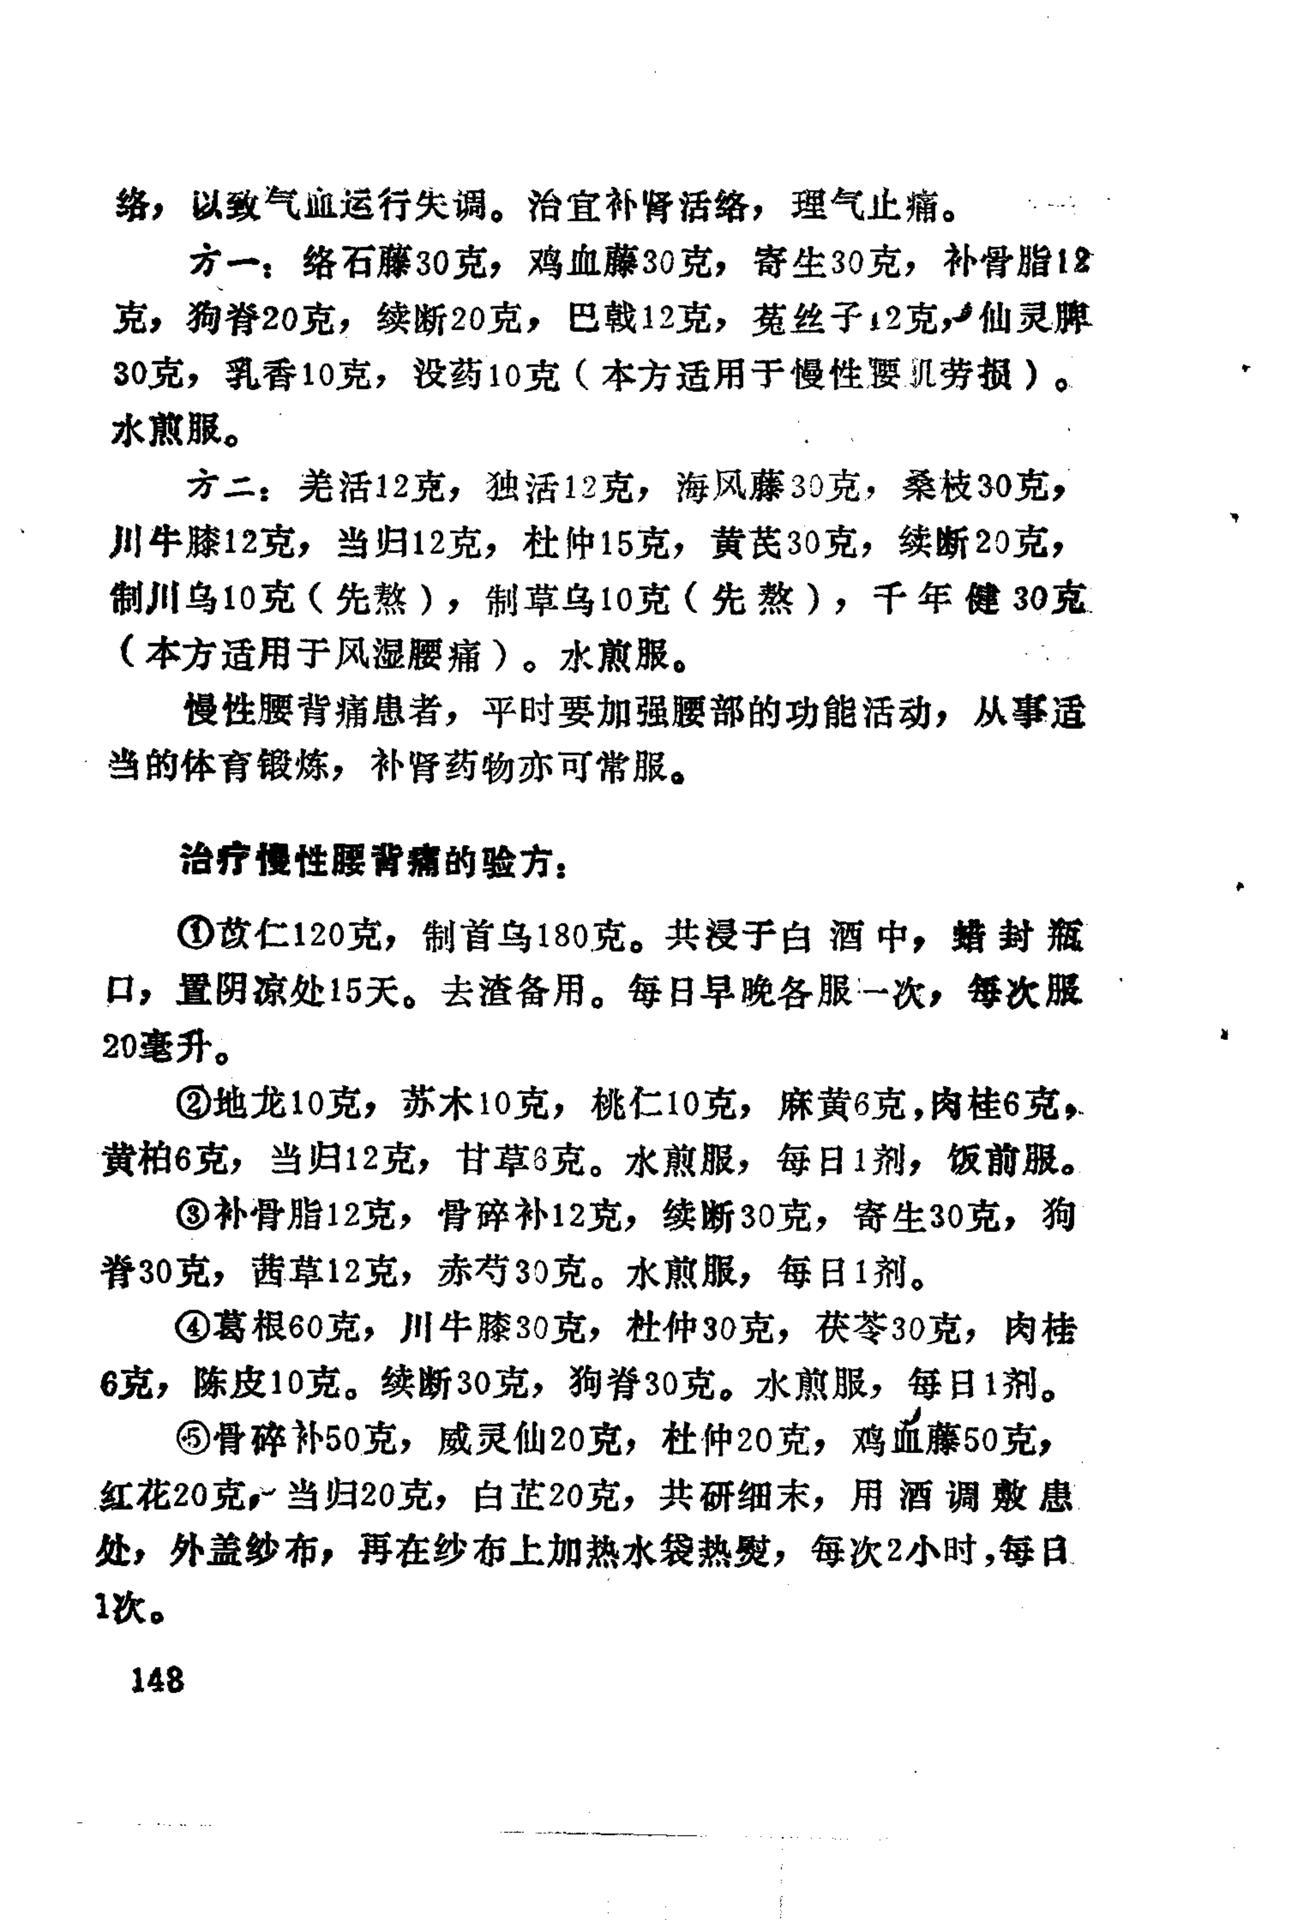 络，以致气血运行失调。治宜补肾活络，理气止痛。
方一：络石藤30克，鸡血藤30克，寄生30克，补骨脂12
克，狗脊20克，续断20克，巴戟12克，菟丝子12克，仙灵脾
30克，乳香10克，没药10克（本方适用于慢性腰肌劳损）。
水煎服。
方二：羌活12克，独活12克，海风藤30克，桑枝30克，
川牛膝12克，当归12克，杜仲15克，黄芪30克，续断20克，
制川乌10克（先熬），制草乌10克（先熬），千年健30克
（本方适用于风湿腰痛）。水煎服。
慢性腰背痛患者，平时要加强腰部的功能活动，从事适
当的体育锻炼，补肾药物亦可常服。
治疗慢性腰背痛的验方：
①苡仁120克，制首乌180克。共浸于白酒中，蜡封瓶
口，置阴凉处15天。去渣备用。每日早晚各服一次，每次服
20毫升。
②地龙10克，苏木10克，桃仁10克，麻黄6克，肉桂6克，
黄柏6克，当归12克，甘草6克。水煎服，每日1剂，饭前服。
③补骨脂12克，骨碎补12克，续断30克，寄生30克，狗
脊30克，茜草12克，赤芍30克。水煎服，每日1剂。
④葛根60克，川牛膝30克，杜仲30克，茯苓30克，肉桂
6克，陈皮10克。续断30克，狗脊30克。水煎服，每日1剂。
⑤骨碎补50克，威灵仙20克，杜仲20克，鸡血藤50克，
红花20克，当归20克，白芷20克，共研细末，用酒调敷患
处，外盖纱布，再在纱布上加热水袋热熨，每次2小时，每日
1次。
148